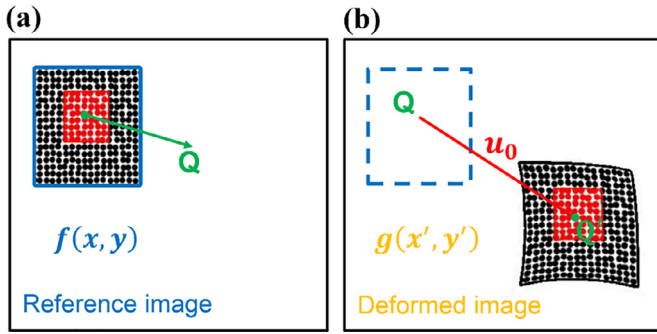 (a)
(b)
Q
f(x, y)
Reference image
Q
u₀
Q'
g(x′, y′)
Deformed image